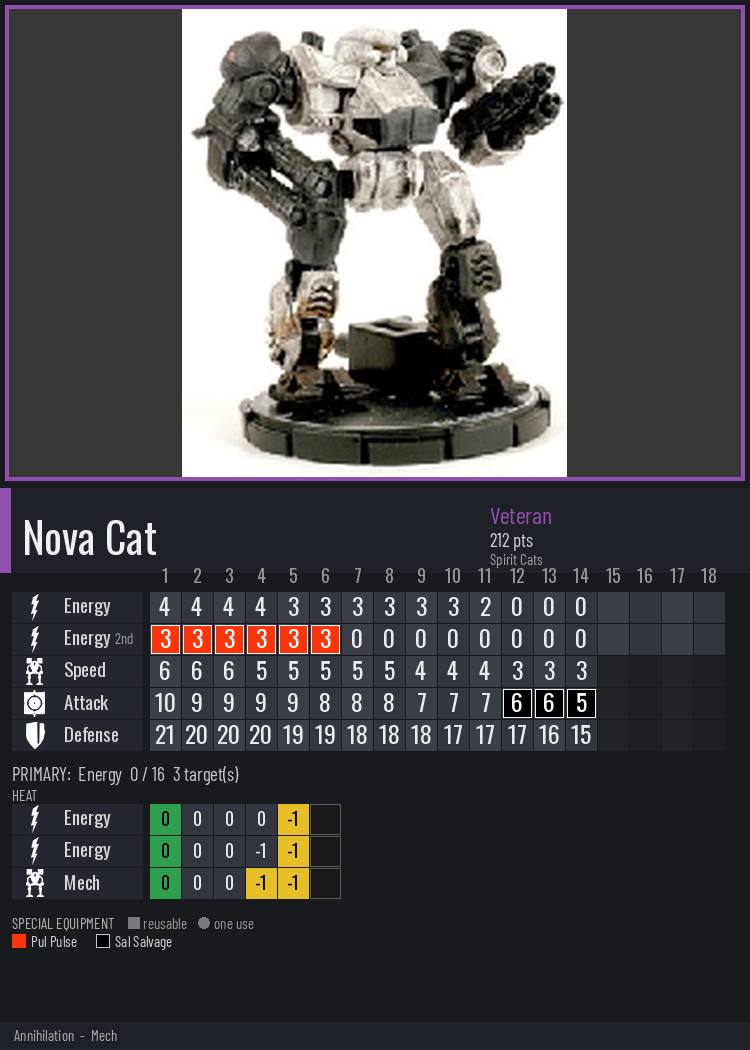 Nova Cat
Veteran
212 pts
Spirit Cats
1 2 3 4 5 6 7 8 9 10 11 12 13 14 15 16 17 18
Energy 4 4 4 4 3 3 3 3 3 3 2 0 0 0
Energy 2nd 3 3 3 3 3 3 0 0 0 0 0 0 0 0
Speed 6 6 6 5 5 5 5 5 4 4 4 3 3 3
Attack 10 9 9 9 9 8 8 8 7 7 7 6 6 5
Defense 21 20 20 20 19 19 18 18 18 17 17 17 16 15
PRIMARY: Energy 0 / 16 3 target(s)
HEAT
Energy 0 0 0 0 -1
Energy 0 0 0 -1 -1
Mech 0 0 0 -1 -1
SPECIAL EQUIPMENT reusable one use
Pul Pulse Sal Salvage
Annihilation - Mech